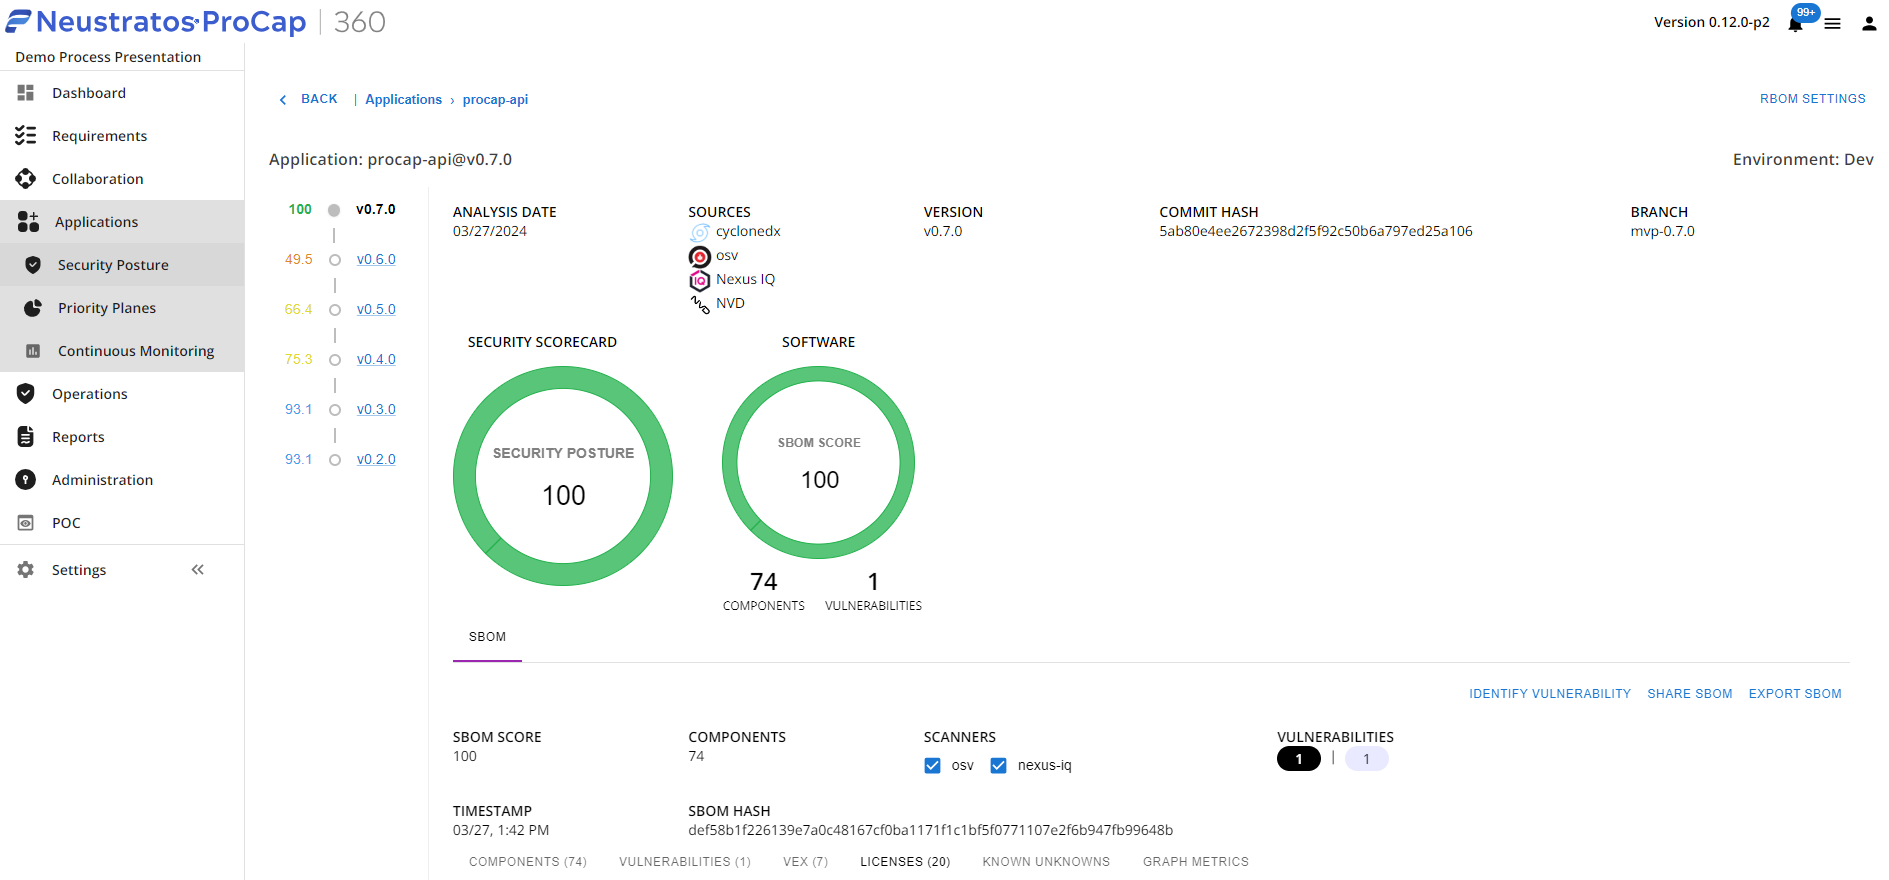 Neustratos ProCap | 360
Version 0.12.0-p2
99+
Demo Process Presentation
Dashboard
Requirements
Collaboration
Applications
Security Posture
Priority Planes
Continuous Monitoring
Operations
Reports
Administration
POC
Settings
BACK | Applications › procap-api
RBOM SETTINGS
Application: procap-api@v0.7.0
Environment: Dev
100 v0.7.0
49.5 v0.6.0
66.4 v0.5.0
75.3 v0.4.0
93.1 v0.3.0
93.1 v0.2.0
ANALYSIS DATE
03/27/2024
SOURCES
cyclonedx
osv
IQ Nexus IQ
NVD
VERSION
v0.7.0
COMMIT HASH
5ab80e4ee2672398d2f5f92c50b6a797ed25a106
BRANCH
mvp-0.7.0
SECURITY SCORECARD
SECURITY POSTURE
100
SOFTWARE
SBOM SCORE
100
74
COMPONENTS
1
VULNERABILITIES
SBOM
IDENTIFY VULNERABILITY SHARE SBOM EXPORT SBOM
SBOM SCORE
100
COMPONENTS
74
SCANNERS
osv nexus-iq
VULNERABILITIES
1 | 1
TIMESTAMP
03/27, 1:42 PM
SBOM HASH
def58b1f226139e7a0c48167cf0ba1171f1c1bf5f0771107e2f6b947fb99648b
COMPONENTS (74) VULNERABILITIES (1) VEX (7) LICENSES (20) KNOWN UNKNOWNS GRAPH METRICS